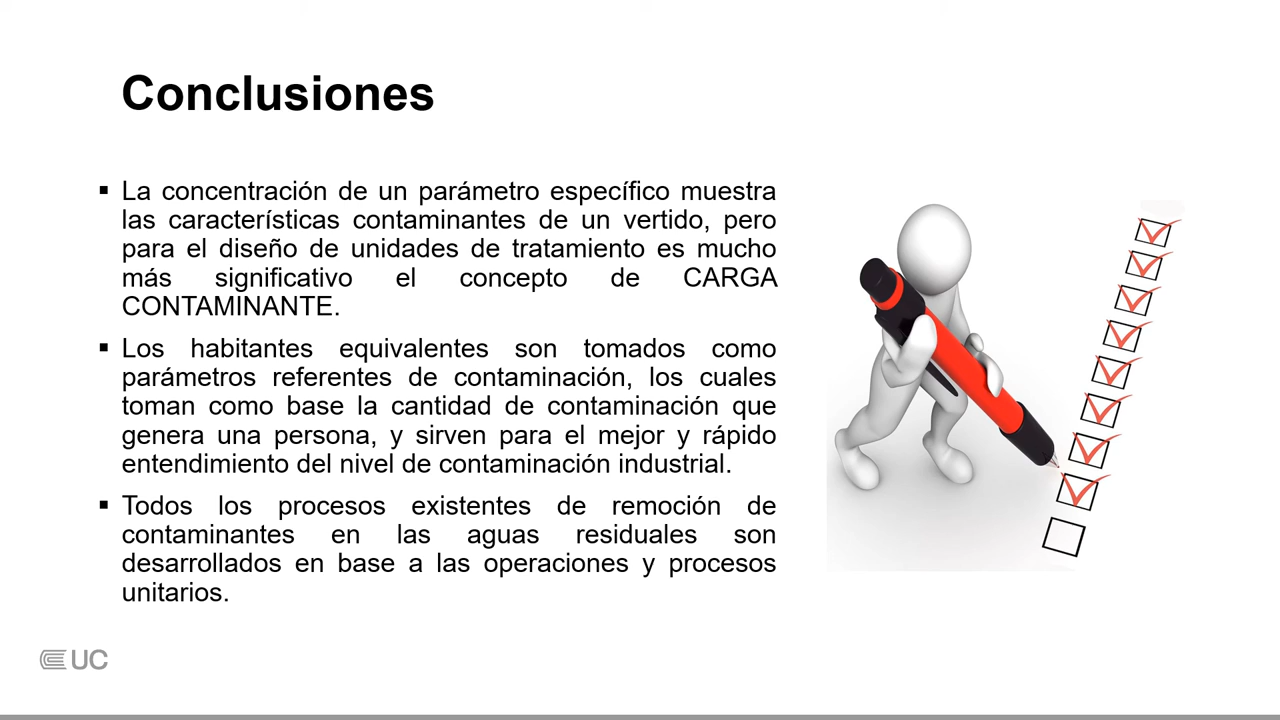 Conclusiones
▪ La concentración de un parámetro específico muestra
las características contaminantes de un vertido, pero
para el diseño de unidades de tratamiento es mucho
más significativo el concepto de CARGA
CONTAMINANTE.
▪ Los habitantes equivalentes son tomados como
parámetros referentes de contaminación, los cuales
toman como base la cantidad de contaminación que
genera una persona, y sirven para el mejor y rápido
entendimiento del nivel de contaminación industrial.
▪ Todos los procesos existentes de remoción de
contaminantes en las aguas residuales son
desarrollados en base a las operaciones y procesos
unitarios.
UC